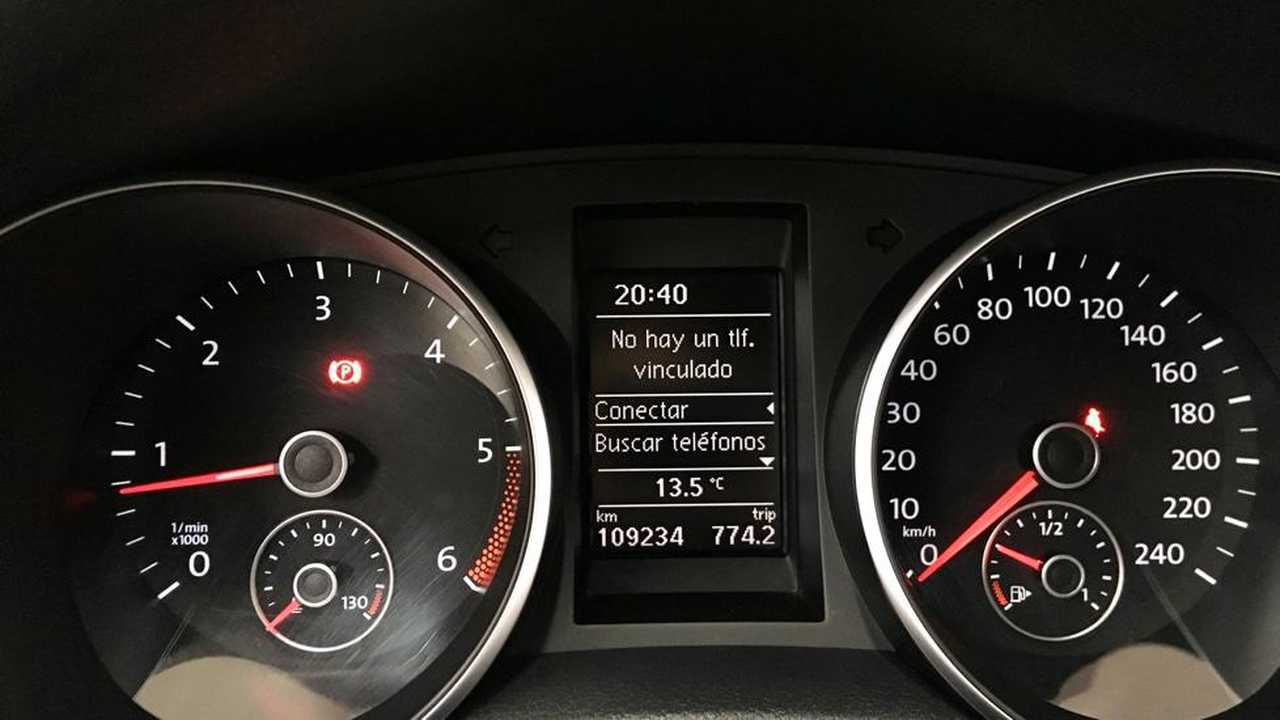 0
1
2
3
4
5
6
1/min
x1000
90
130
P
20:40
No hay un tlf.
vinculado
Conectar
Buscar teléfonos
13.5 °C
km trip
109234 774.2
0
10
20
30
40
60
80
100
120
140
160
180
200
220
240
km/h
1/2
1